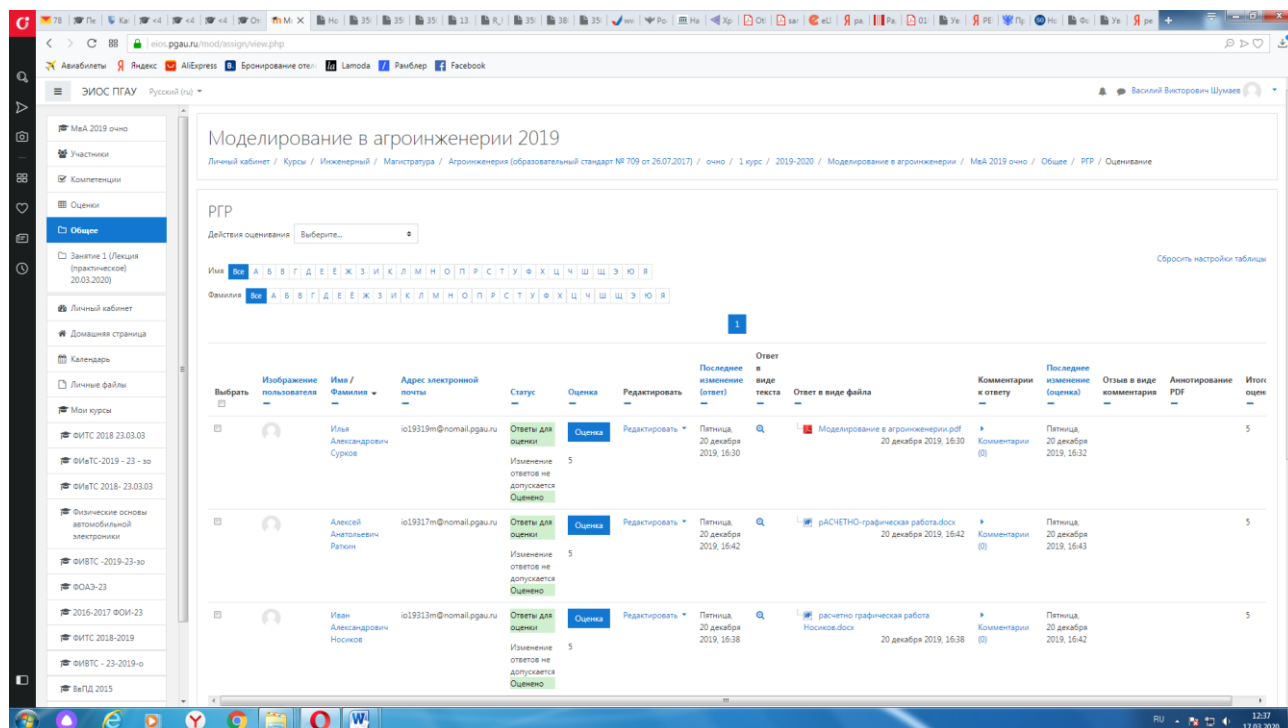 eios.pgau.ru/mod/assign/view.php
Авиабилеты Яндекс AliExpress Бронирование отел Lamoda Рамблер Facebook
ЭИОС ПГАУ Русский (ru)
Василий Викторович Шумаев
МвА 2019 очно
Участники
Компетенции
Оценки
Общее
Занятие 1 (Лекция
(практическое)
20.03.2020)
Личный кабинет
Домашняя страница
Календарь
Личные файлы
Мои курсы
ФИТС 2018 23.03.03
ФИвТС-2019 - 23 - зо
ФИвТС 2018- 23.03.03
Физические основы
автомобильной
электроники
ФИВТС -2019-23-зо
ФОАЭ-23
2016-2017 ФОИ-23
ФИТС 2018-2019
ФИВТС - 23-2019-о
ВвПД 2015
Моделирование в агроинженерии 2019
Личный кабинет / Курсы / Инженерный / Магистратура / Агроинженерия (образовательный стандарт № 709 от 26.07.2017) / очно / 1 курс / 2019-2020 / Моделирование в агроинженерии / МвА 2019 очно / Общее / РГР / Оценивание
РГР
Действия оценивания Выберите...
Сбросить настройки таблицы
Имя Все А Б В Г Д Е Ё Ж З И К Л М Н О П Р С Т У Ф Х Ц Ч Ш Щ Э Ю Я
Фамилия Все А Б В Г Д Е Ё Ж З И К Л М Н О П Р С Т У Ф Х Ц Ч Ш Щ Э Ю Я
1
Выбрать
Изображение
пользователя
Имя /
Фамилия
Адрес электронной
почты
Статус
Оценка
Редактировать
Последнее
изменение
(ответ)
Ответ
в
виде
текста
Ответ в виде файла
Комментарии
к ответу
Последнее
изменение
(оценка)
Отзыв в виде
комментария
Аннотирование
PDF
Итого
оцен
Илья
Александрович
Сурков
io19319m@nomail.pgau.ru
Ответы для
оценки
Изменение
ответов не
допускается
Оценено
Оценка
5
Редактировать
Пятница,
20 декабря
2019, 16:30
Моделирование в агроинженерии.pdf
20 декабря 2019, 16:30
Комментарии
(0)
Пятница,
20 декабря
2019, 16:32
5
Алексей
Анатольевич
Раткин
io19317m@nomail.pgau.ru
Ответы для
оценки
Изменение
ответов не
допускается
Оценено
Оценка
5
Редактировать
Пятница,
20 декабря
2019, 16:42
рАСЧЕТНО-графическая работа.docx
20 декабря 2019, 16:42
Комментарии
(0)
Пятница,
20 декабря
2019, 16:43
5
Иван
Александрович
Носиков
io19313m@nomail.pgau.ru
Ответы для
оценки
Изменение
ответов не
допускается
Оценено
Оценка
5
Редактировать
Пятница,
20 декабря
2019, 16:38
расчетно графическая работа
Носиков.docx
20 декабря 2019, 16:38
Комментарии
(0)
Пятница,
20 декабря
2019, 16:42
5
RU
12:37
17.03.2020